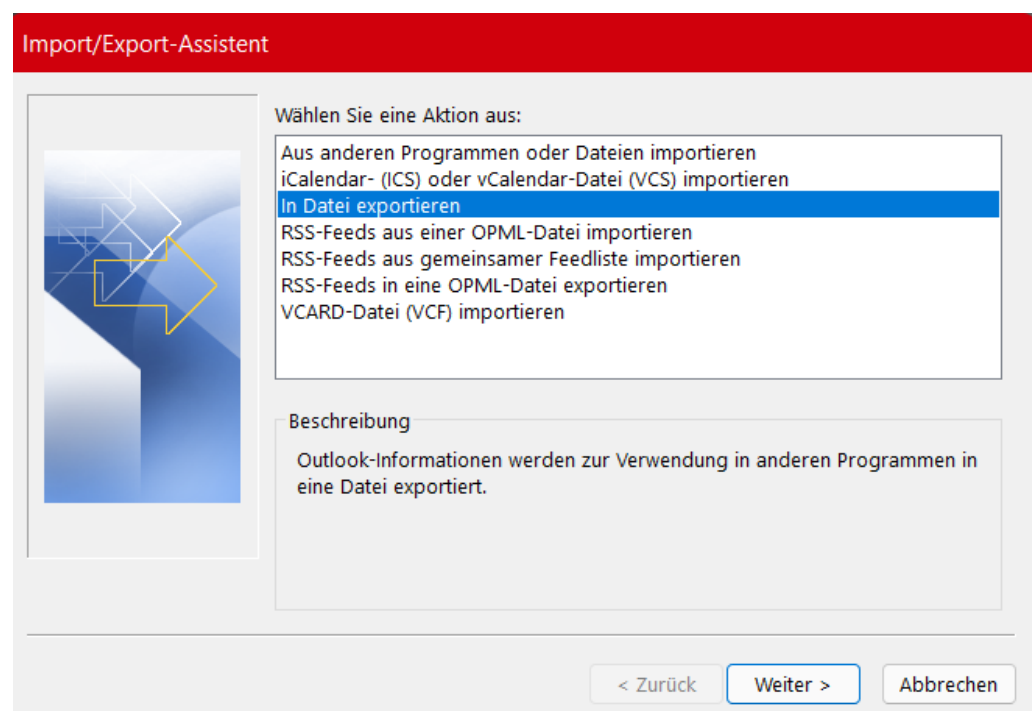 Import/Export-Assistent
Wählen Sie eine Aktion aus:
Aus anderen Programmen oder Dateien importieren
iCalendar- (ICS) oder vCalendar-Datei (VCS) importieren
In Datei exportieren
RSS-Feeds aus einer OPML-Datei importieren
RSS-Feeds aus gemeinsamer Feedliste importieren
RSS-Feeds in eine OPML-Datei exportieren
VCARD-Datei (VCF) importieren
Beschreibung
Outlook-Informationen werden zur Verwendung in anderen Programmen in
eine Datei exportiert.
< Zurück Weiter > Abbrechen